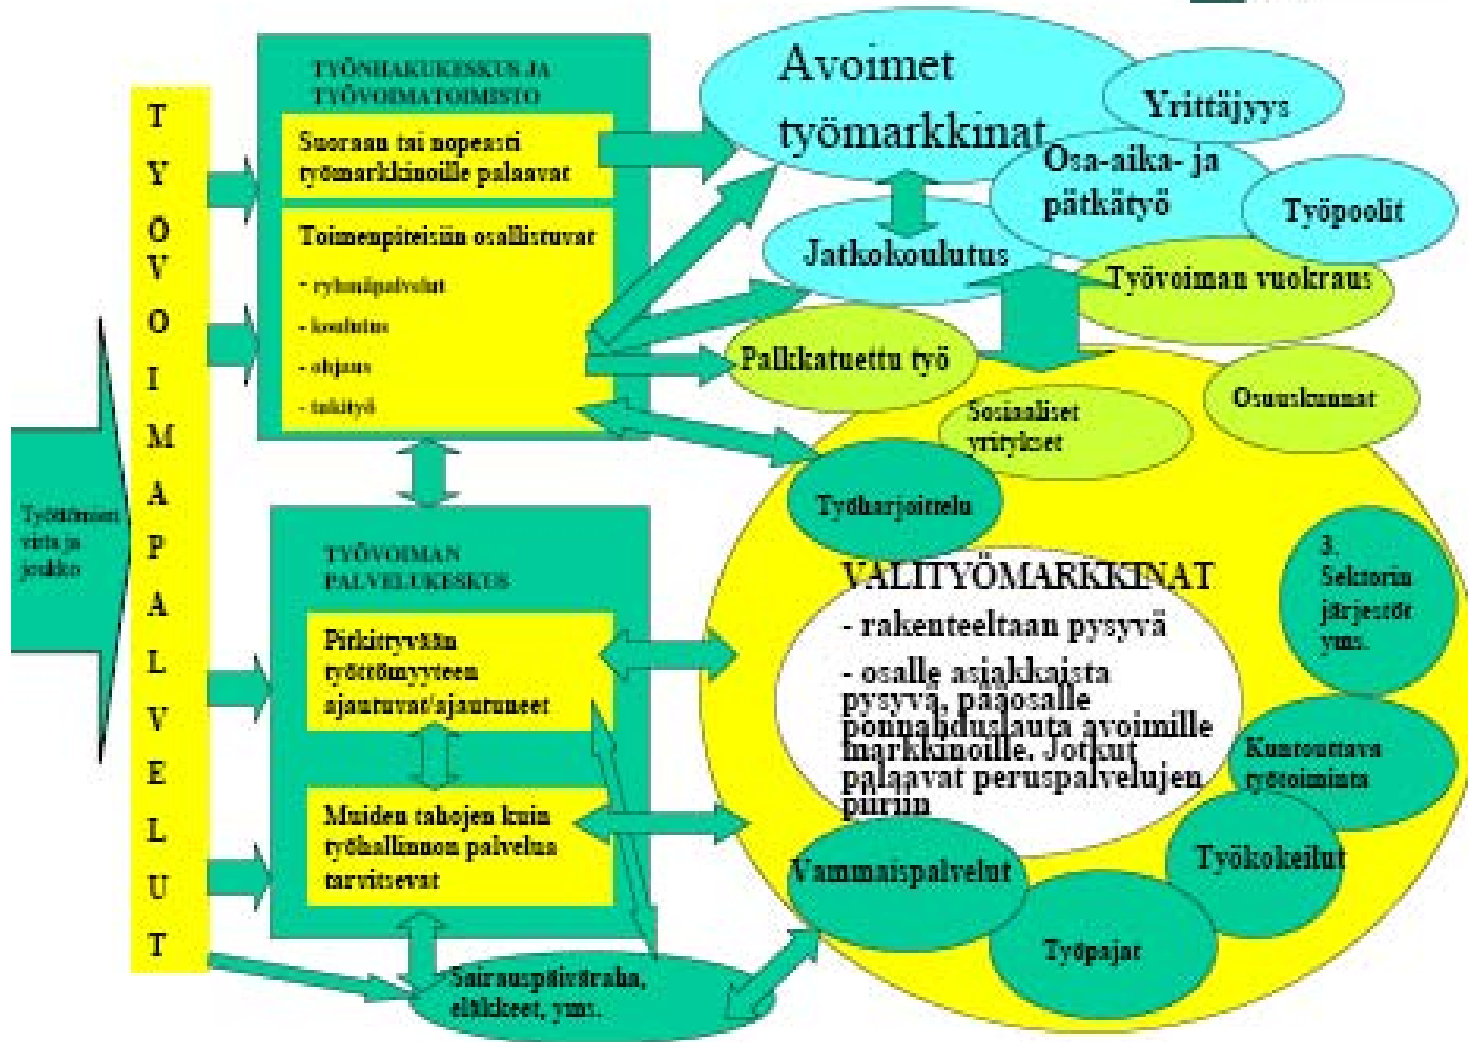 TYÖVOIMAPALVELUT
Työttömien
virta ja
joukko
TYÖNHAKUKESKUS JA
TYÖVOIMATOIMISTO
Suoraan tai nopeasti
työmarkkinoille palaavat
Toimenpiteisiin osallistuvat
- ryhmäpalvelut
- koulutus
- ohjaus
- tukityö
TYÖVOIMAN
PALVELUKESKUS
Pitkittyvään
työttömyyteen
ajautuvat/ajautuneet
Muiden tahojen kuin
työhallinnon palvelua
tarvitsevat
Sairauspäiväraha,
eläkkeet, yms.
Avoimet
työmarkkinat
Yrittäjyys
Osa-aika- ja
pätkätyö
Työpoolit
Jatkokoulutus
Työvoiman vuokraus
Palkkatuettu työ
Osuuskunnat
Sosiaaliset
yritykset
Työharjoittelu
3.
Sektorin
järjestöt
yms.
VÄLITYÖMARKKINAT
- rakenteeltaan pysyvä
- osalle asiakkaista
pysyvä, pääosalle
ponnahduslauta avoimille
markkinoille. Jotkut
palaavat peruspalvelujen
piiriin
Kuntouttava
työtoiminta
Työkokeilut
Vammaispalvelut
Työpajat